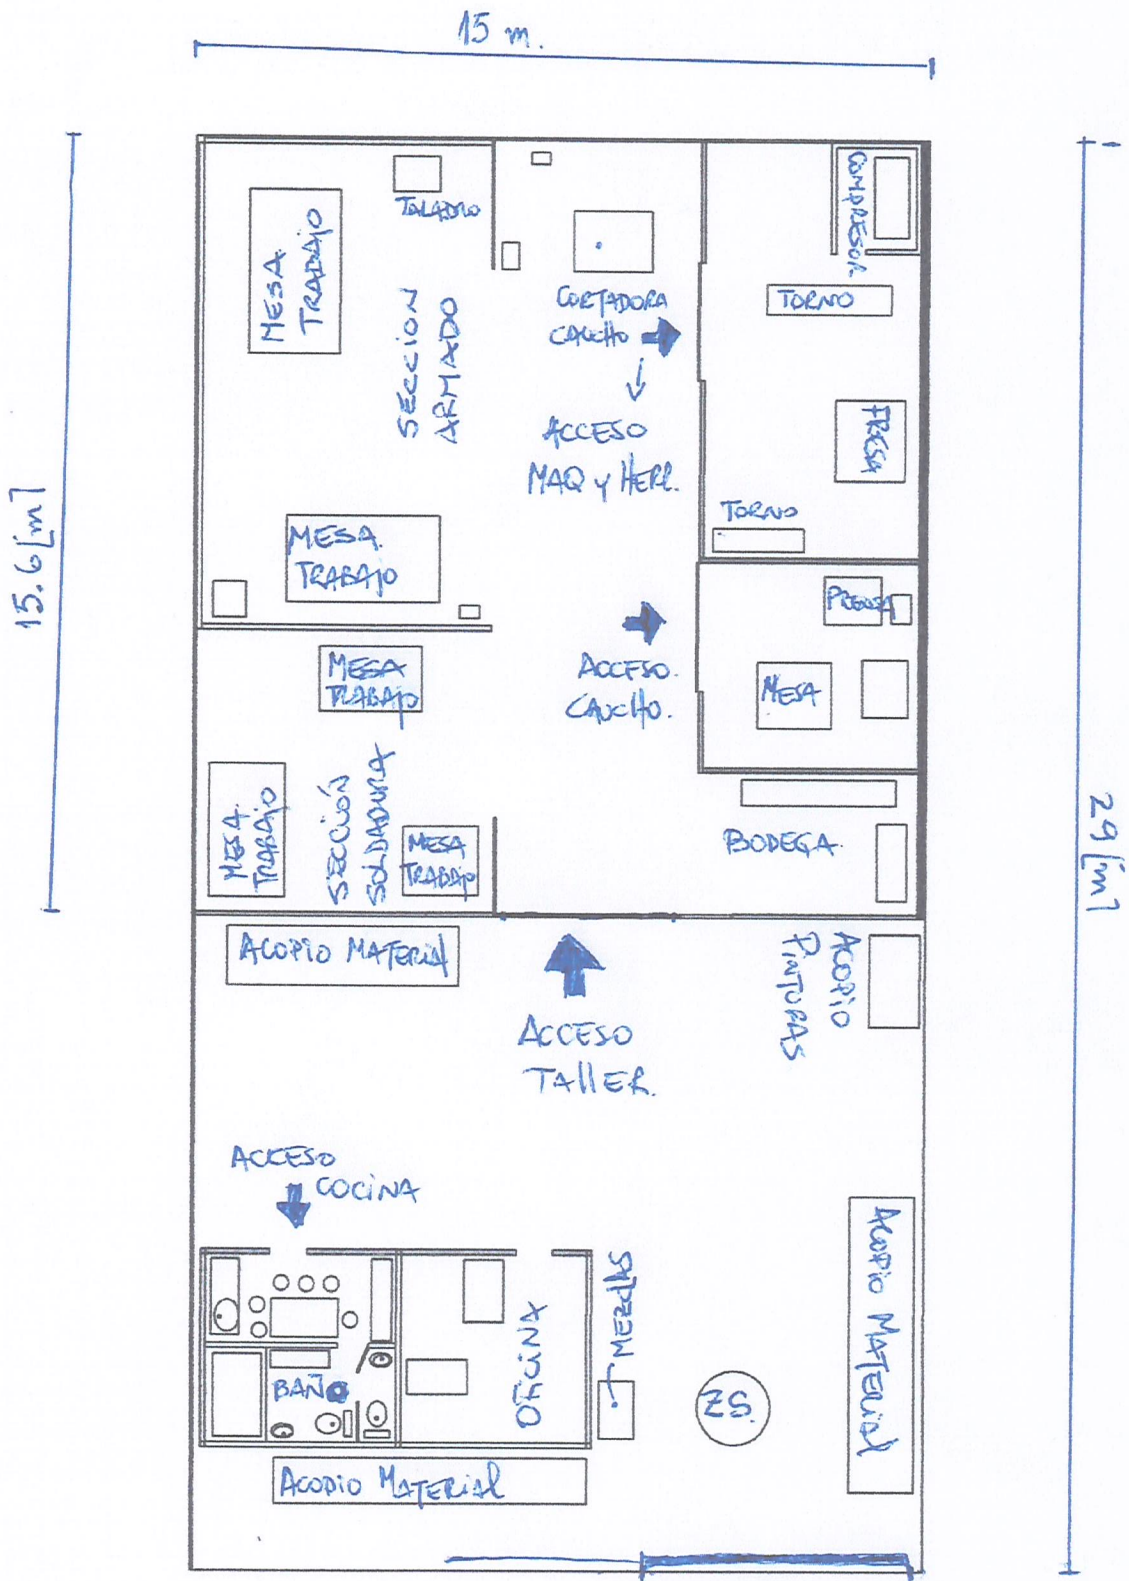 15 m.
15.6[m]
29[m]
MESA
TRABAJO
TALADRO
SECCION
ARMADO
CORTADORA
CAUCHO
ACCESO
MAQ y HERR.
COMPRESOR
TORNO
FRESA
TORNO
MESA
TRABAJO
MESA
TRABAJO
ACCESO.
CAUCHO.
PRENSA
MESA
MESA
TRABAJO
SECCIÓN
SOLDADURA
MESA
TRABAJO
BODEGA.
ACOPIO MATERIAL
ACCESO
TALLER.
ACOPIO
PINTURAS
ACCESO
COCINA
OFICINA
MEZCLAS
BAÑO
ZS.
ACOPIO MATERIAL
ACOPIO MATERIAL